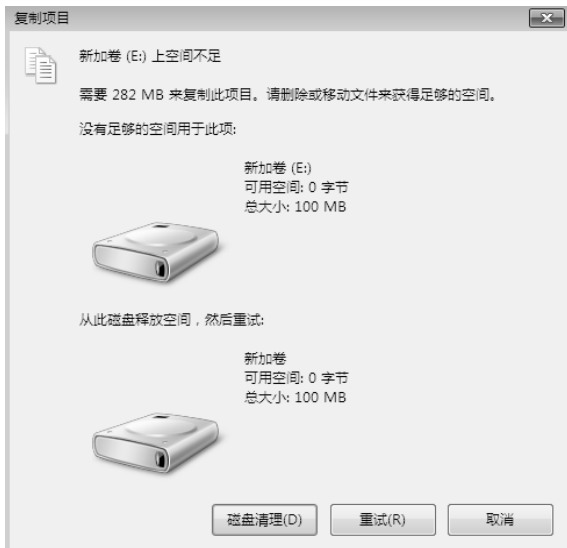 复制项目
新加卷 (E:) 上空间不足
需要 282 MB 来复制此项目。请删除或移动文件来获得足够的空间。
没有足够的空间用于此项:
新加卷 (E:)
可用空间: 0 字节
总大小: 100 MB
从此磁盘释放空间，然后重试:
新加卷
可用空间: 0 字节
总大小: 100 MB
磁盘清理(D)
重试(R)
取消